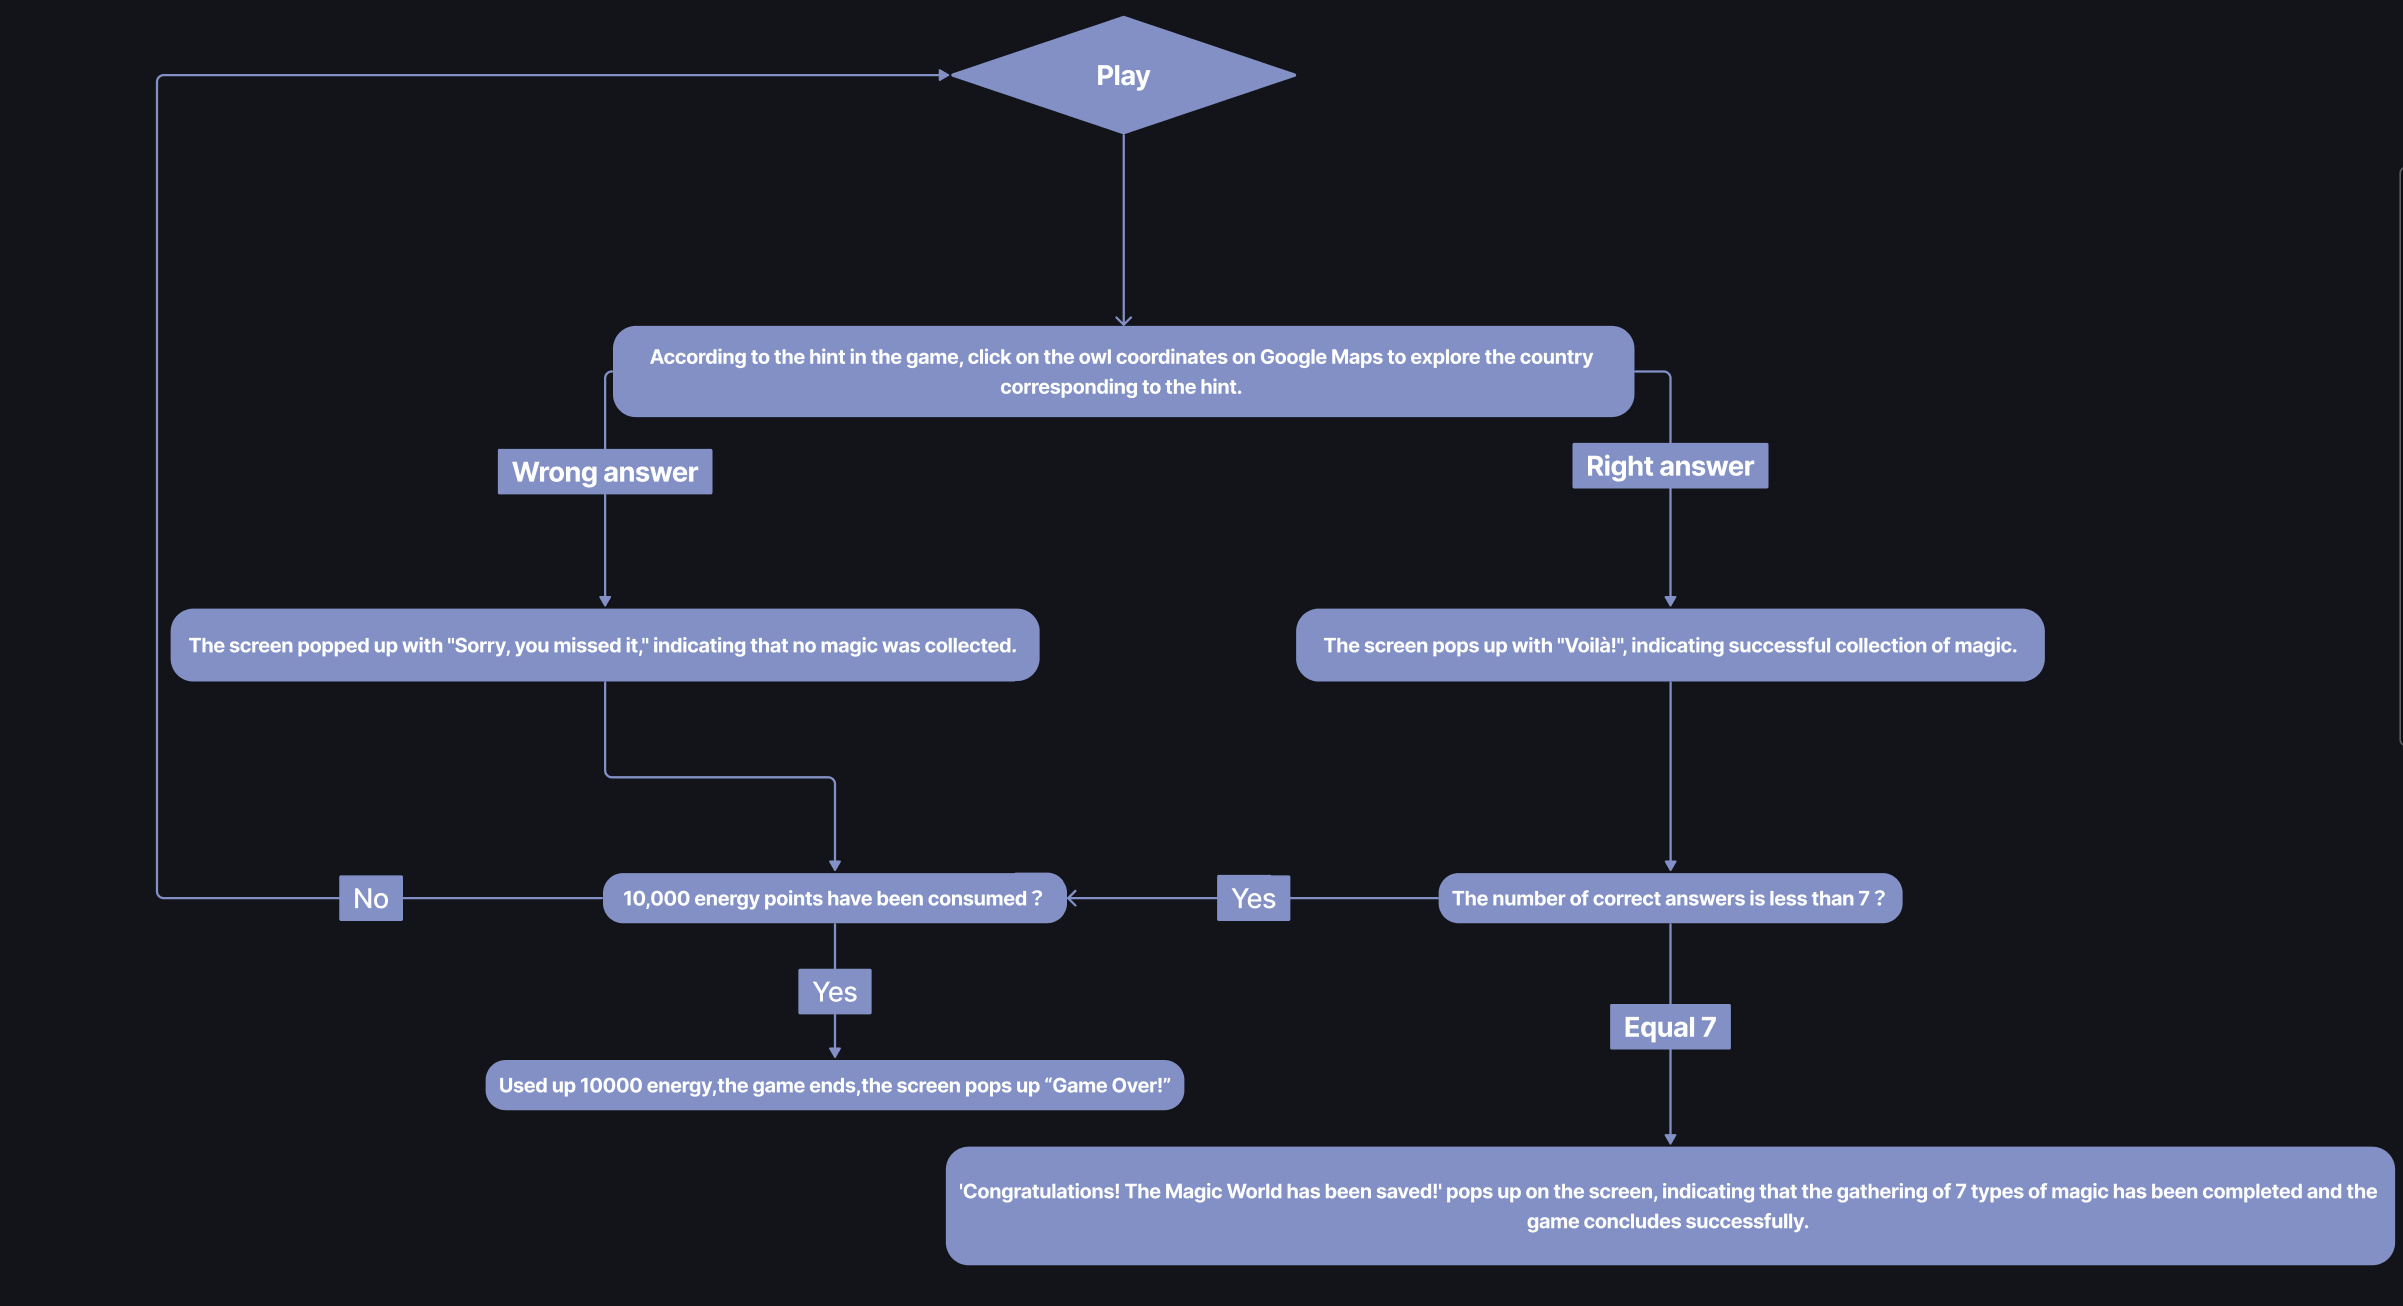 Play
According to the hint in the game, click on the owl coordinates on Google Maps to explore the country
corresponding to the hint.
Wrong answer
Right answer
The screen popped up with "Sorry, you missed it," indicating that no magic was collected.
The screen pops up with "Voilà!", indicating successful collection of magic.
No
10,000 energy points have been consumed ?
Yes
The number of correct answers is less than 7 ?
Yes
Equal 7
Used up 10000 energy,the game ends,the screen pops up “Game Over!”
'Congratulations! The Magic World has been saved!' pops up on the screen, indicating that the gathering of 7 types of magic has been completed and the
game concludes successfully.